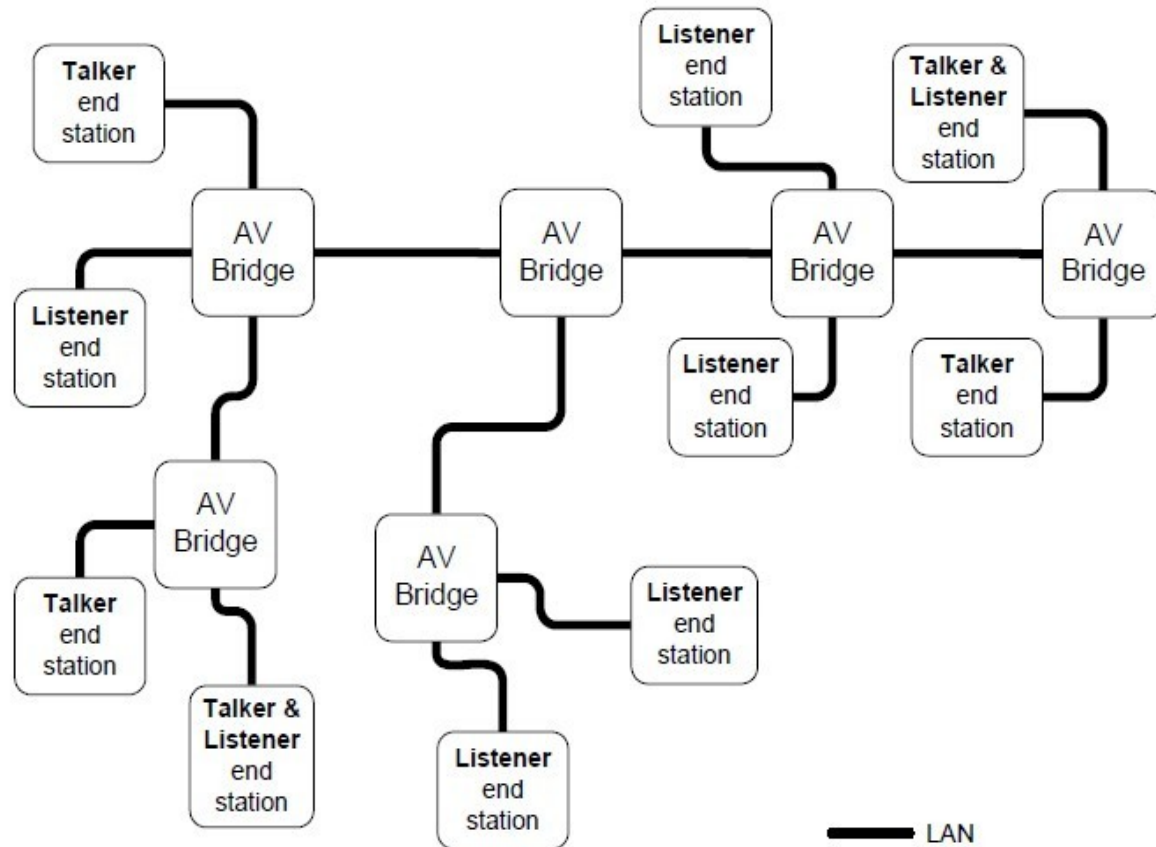 Talker
end
station
Listener
end
station
Talker &
Listener
end
station
AV
Bridge
AV
Bridge
AV
Bridge
AV
Bridge
Listener
end
station
Listener
end
station
Talker
end
station
AV
Bridge
AV
Bridge
Talker
end
station
Listener
end
station
Talker &
Listener
end
station
Listener
end
station
LAN